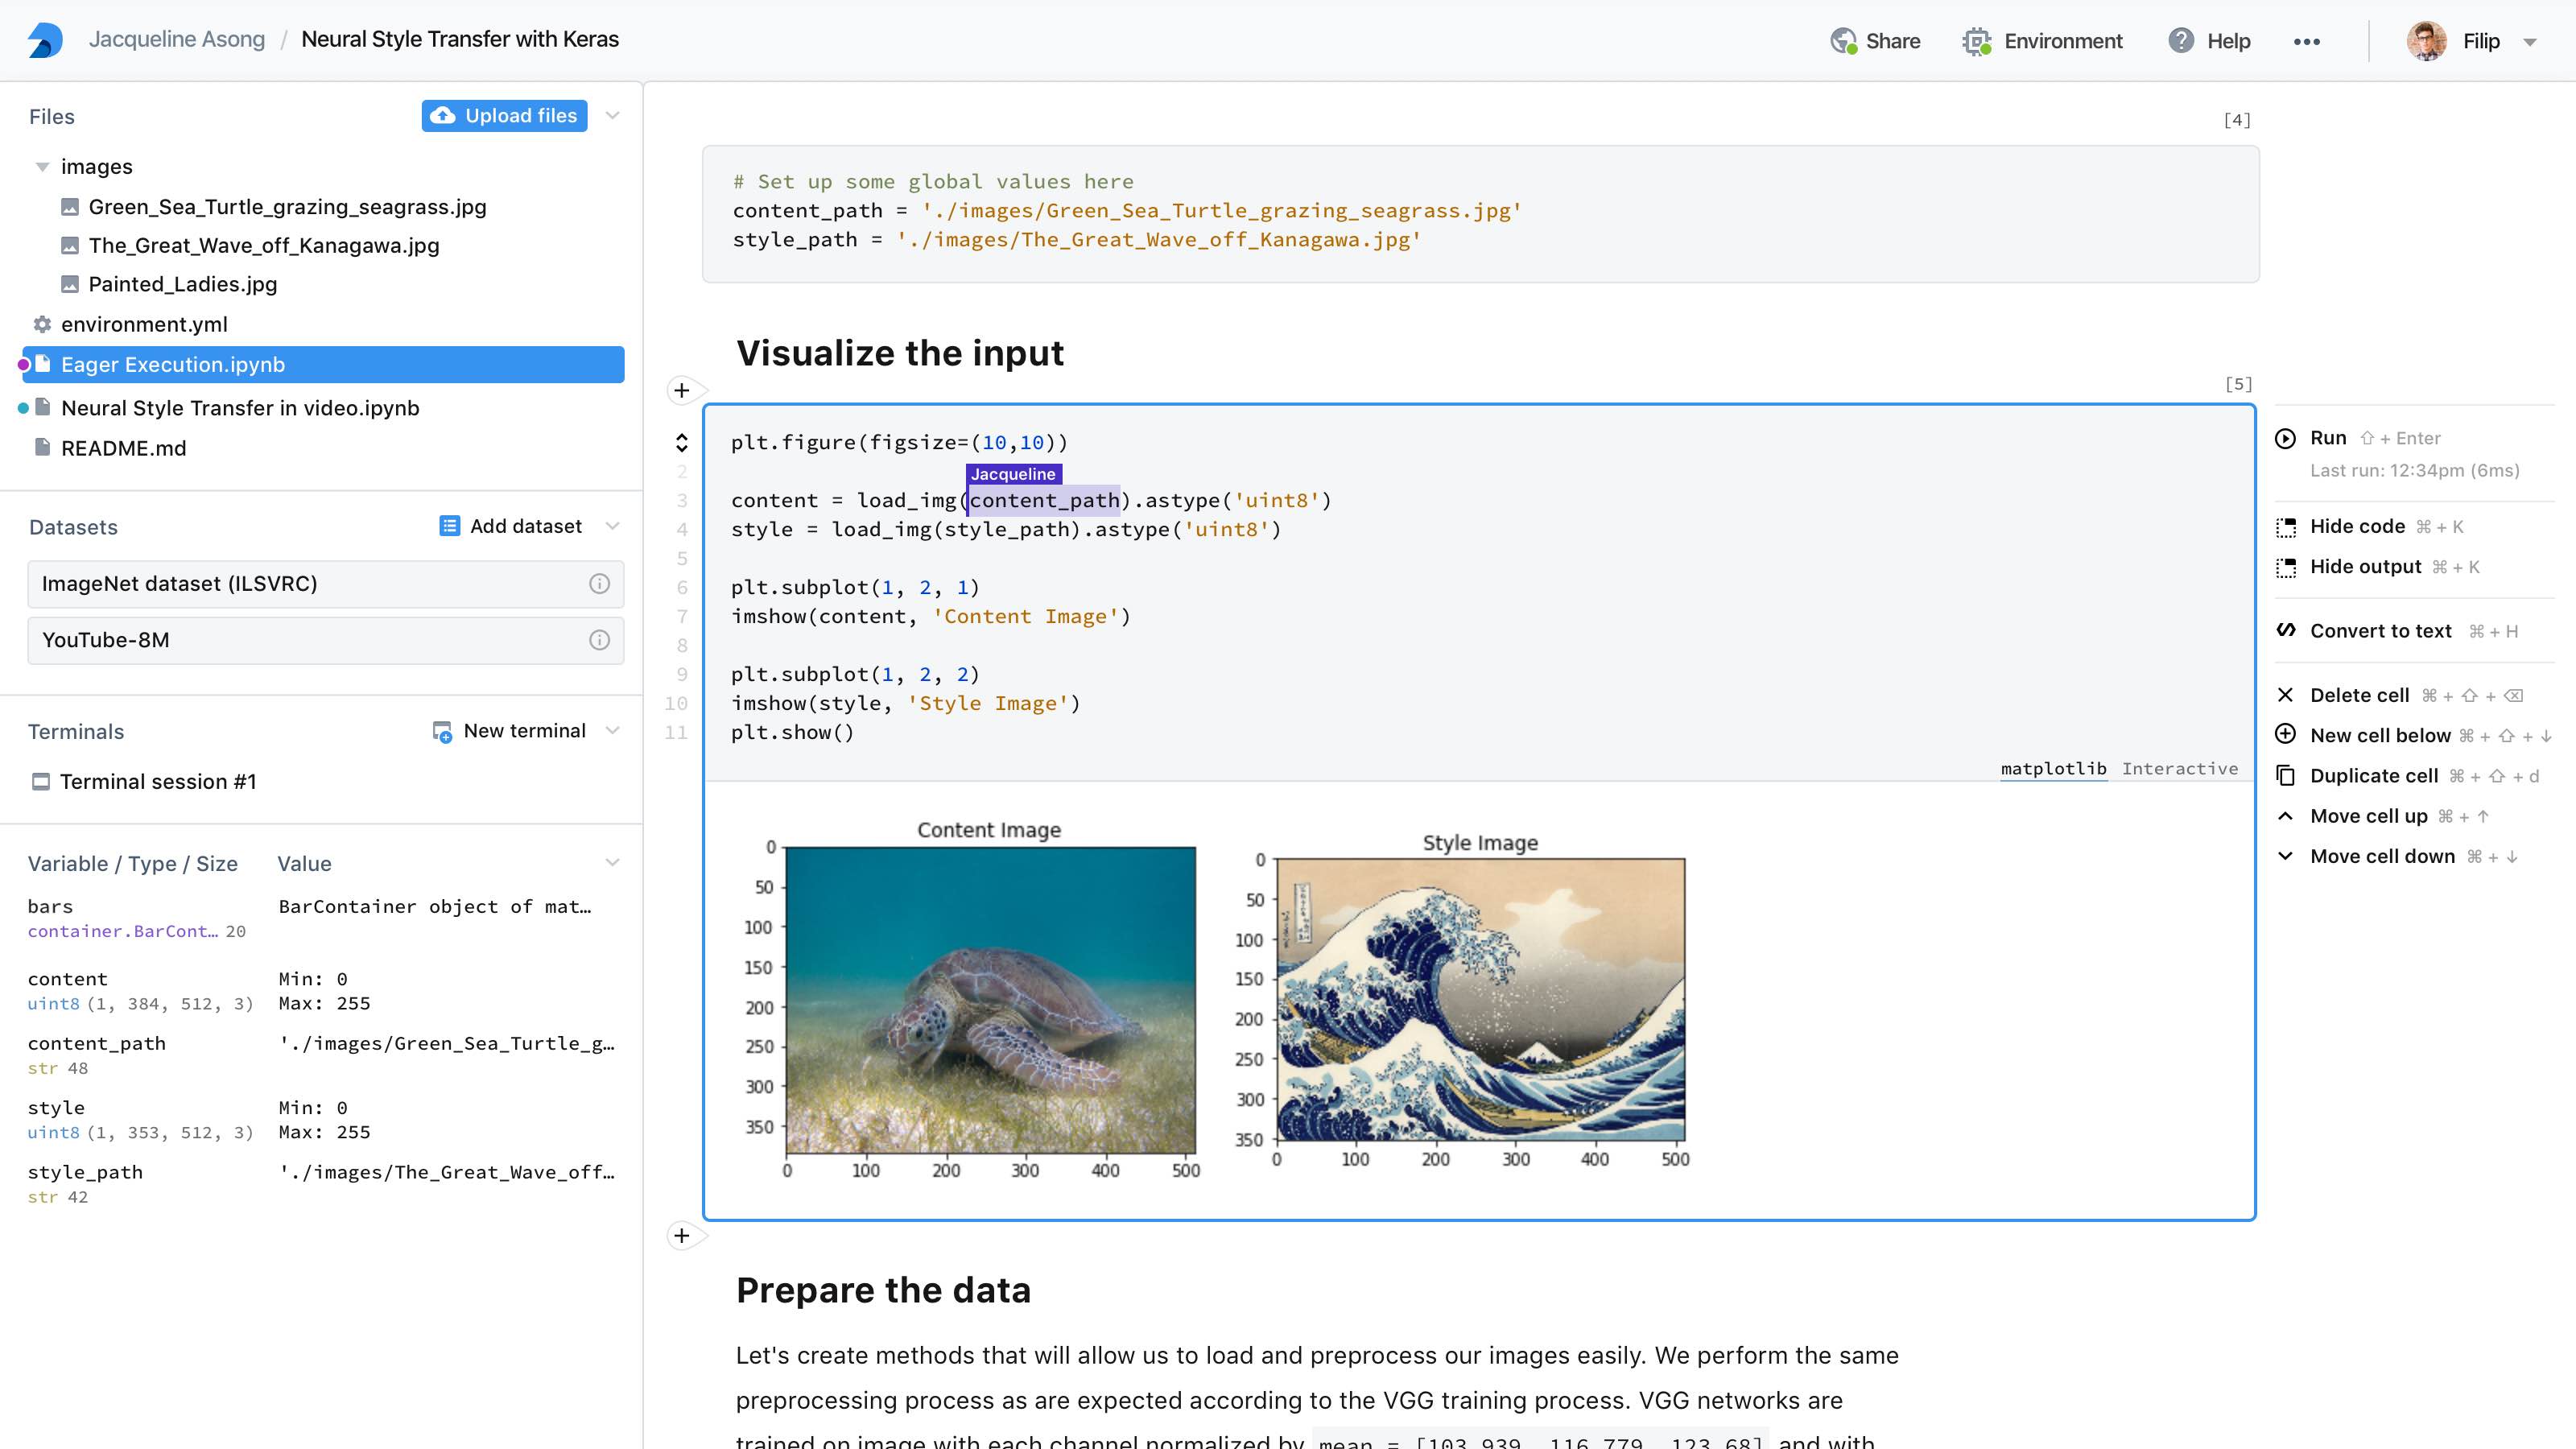 Jacqueline Asong / Neural Style Transfer with Keras
Share
Environment
Help
Filip
Files
Upload files
images
Green_Sea_Turtle_grazing_seagrass.jpg
The_Great_Wave_off_Kanagawa.jpg
Painted_Ladies.jpg
environment.yml
Eager Execution.ipynb
Neural Style Transfer in video.ipynb
README.md
Datasets
Add dataset
ImageNet dataset (ILSVRC)
YouTube-8M
Terminals
New terminal
Terminal session #1
Variable / Type / Size Value
bars BarContainer object of mat…
container.BarCont… 20
content Min: 0
uint8 (1, 384, 512, 3) Max: 255
content_path './images/Green_Sea_Turtle_g…
str 48
style Min: 0
uint8 (1, 353, 512, 3) Max: 255
style_path './images/The_Great_Wave_off…
str 42
[4]
# Set up some global values here
content_path = './images/Green_Sea_Turtle_grazing_seagrass.jpg'
style_path = './images/The_Great_Wave_off_Kanagawa.jpg'
Visualize the input
[5]
plt.figure(figsize=(10,10))
2 Jacqueline
3 content = load_img(content_path).astype('uint8')
4 style = load_img(style_path).astype('uint8')
5
6 plt.subplot(1, 2, 1)
7 imshow(content, 'Content Image')
8
9 plt.subplot(1, 2, 2)
10 imshow(style, 'Style Image')
11 plt.show()
matplotlib Interactive
Content Image
0
50
100
150
200
250
300
350
0 100 200 300 400 500
Style Image
0
50
100
150
200
250
300
350
0 100 200 300 400 500
Prepare the data
Let's create methods that will allow us to load and preprocess our images easily. We perform the same
preprocessing process as are expected according to the VGG training process. VGG networks are
trained on image with each channel normalized by mean = [103.939, 116.779, 123.68] and with
Run ⇧ + Enter
Last run: 12:34pm (6ms)
Hide code ⌘ + K
Hide output ⌘ + K
Convert to text ⌘ + H
Delete cell ⌘ + ⇧ + ⌫
New cell below ⌘ + ⇧ + ↓
Duplicate cell ⌘ + ⇧ + d
Move cell up ⌘ + ↑
Move cell down ⌘ + ↓